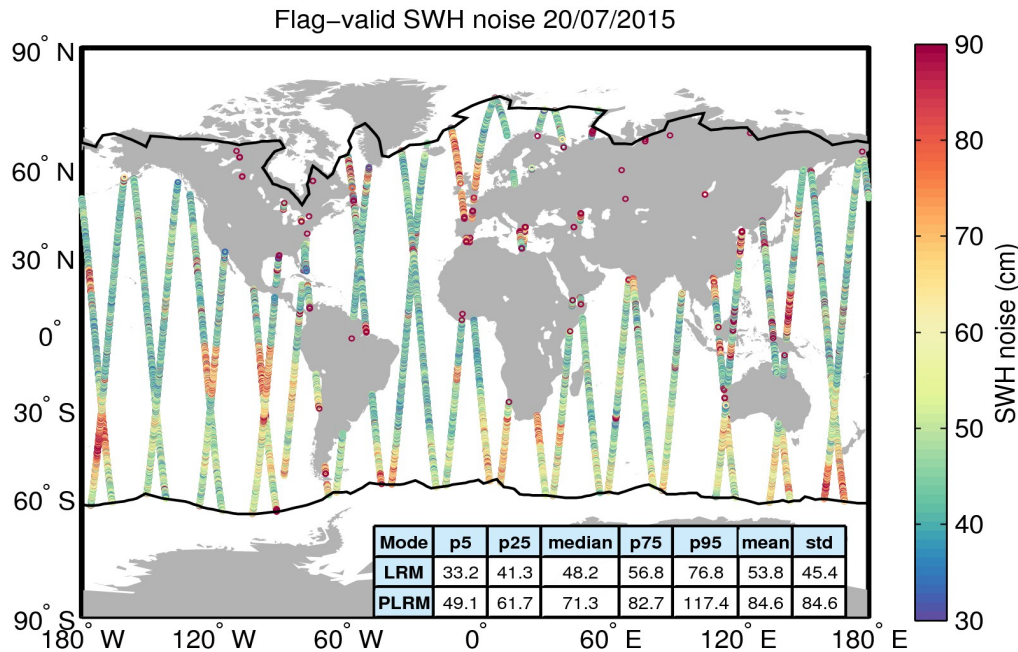 Flag−valid SWH noise 20/07/2015
90° N
60° N
30° N
0°
30° S
60° S
90° S
180° W
120° W
60° W
0°
60° E
120° E
180° E
90
80
70
60
50
40
30
SWH noise (cm)
Mode p5 p25 median p75 p95 mean std
LRM 33.2 41.3 48.2 56.8 76.8 53.8 45.4
PLRM 49.1 61.7 71.3 82.7 117.4 84.6 84.6